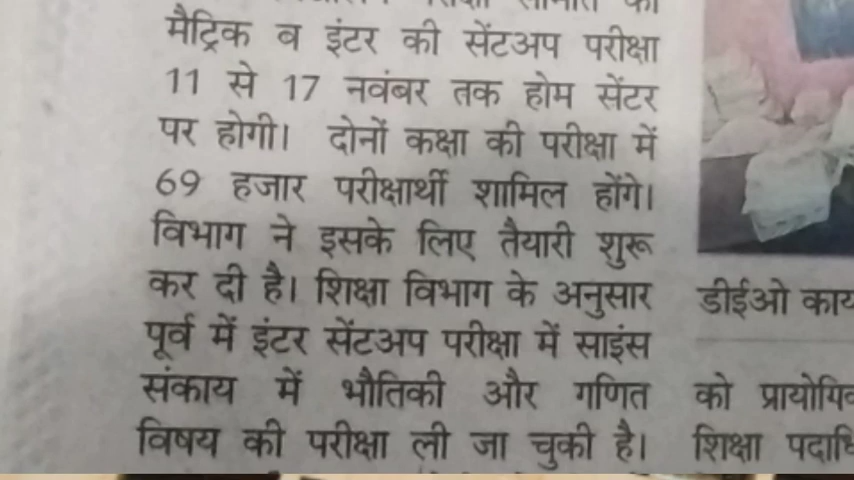 मैट्रिक व इंटर की सेंटअप परीक्षा
11 से 17 नवंबर तक होम सेंटर
पर होगी। दोनों कक्षा की परीक्षा में
69 हजार परीक्षार्थी शामिल होंगे।
विभाग ने इसके लिए तैयारी शुरू
कर दी है। शिक्षा विभाग के अनुसार
पूर्व में इंटर सेंटअप परीक्षा में साइंस
संकाय में भौतिकी और गणित
विषय की परीक्षा ली जा चुकी है।
डीईओ
को
शिक्षा